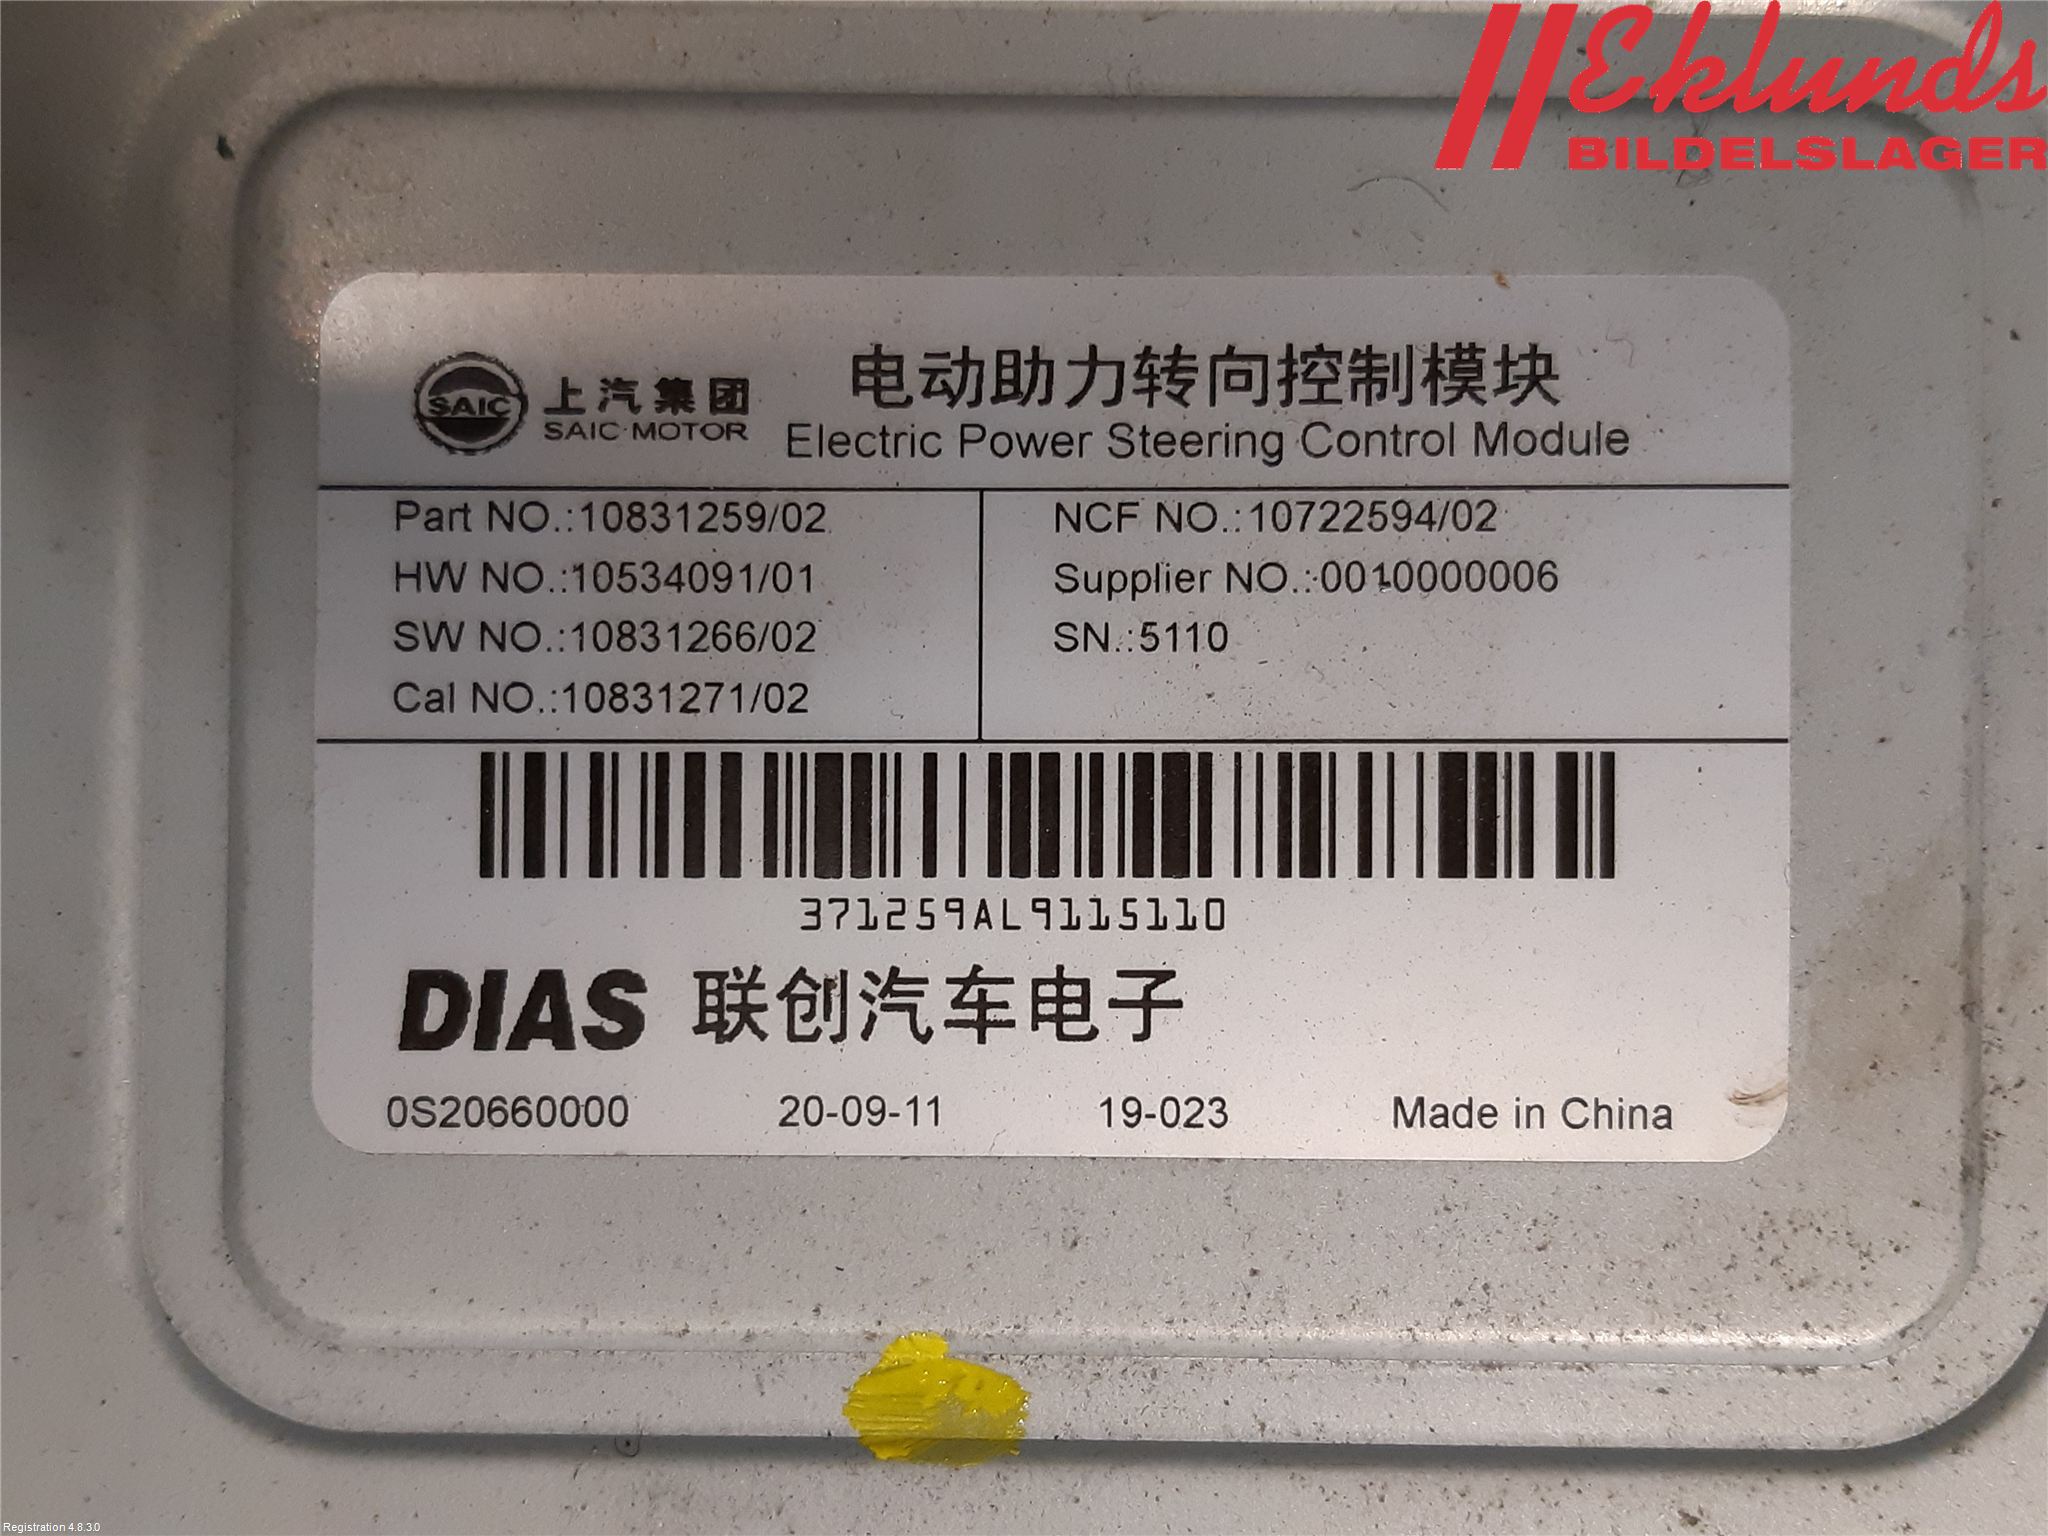 Eklunds
BILDELSLAGER
SAIC 上汽集团
SAIC MOTOR
电动助力转向控制模块
Electric Power Steering Control Module
Part NO.:10831259/02
HW NO.:10534091/01
SW NO.:10831266/02
Cal NO.:10831271/02
NCF NO.:10722594/02
Supplier NO.:0010000006
SN.:5110
371259AL9115110
DIAS 联创汽车电子
0S20660000 20-09-11 19-023 Made in China
Registration 4.8.3.0